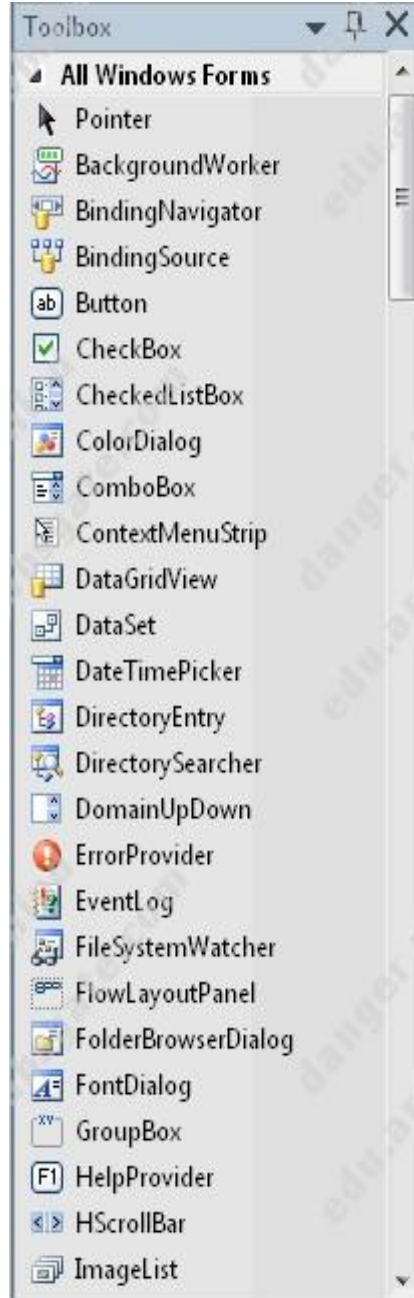 Toolbox
All Windows Forms
Pointer
BackgroundWorker
BindingNavigator
BindingSource
ab Button
CheckBox
CheckedListBox
ColorDialog
ComboBox
ContextMenuStrip
DataGridView
DataSet
DateTimePicker
DirectoryEntry
DirectorySearcher
DomainUpDown
ErrorProvider
EventLog
FileSystemWatcher
FlowLayoutPanel
FolderBrowserDialog
FontDialog
GroupBox
F1 HelpProvider
HScrollBar
ImageList